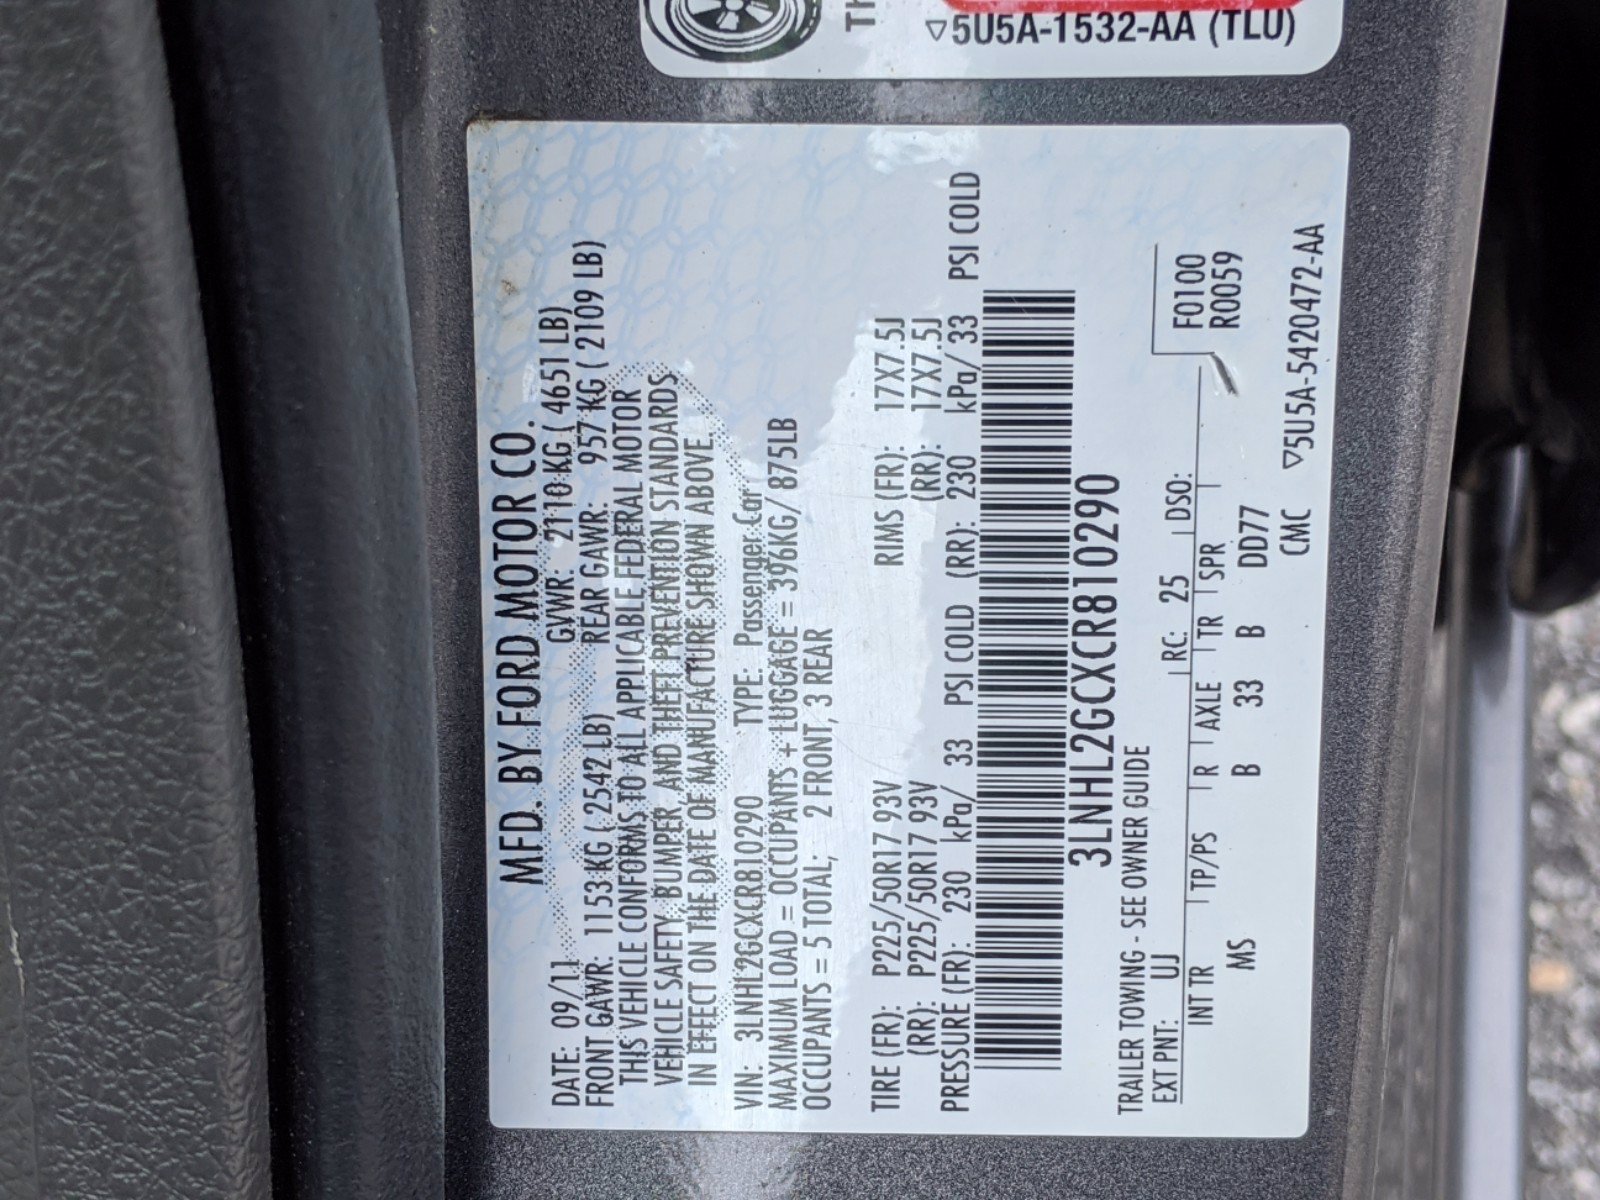 TH
▽5U5A-1532-AA (TLU)
MFD. BY FORD MOTOR CO.
DATE: 09/11 GVWR: 2110 KG ( 4651 LB)
FRONT GAWR: 1153 KG ( 2542 LB) REAR GAWR: 957 KG ( 2109 LB)
THIS VEHICLE CONFORMS TO ALL APPLICABLE FEDERAL MOTOR
VEHICLE SAFETY, BUMPER, AND THEFT PREVENTION STANDARDS
IN EFFECT ON THE DATE OF MANUFACTURE SHOWN ABOVE.
VIN: 3LNHL2GCXCR810290 TYPE: Passenger Car
MAXIMUM LOAD = OCCUPANTS + LUGGAGE = 396KG/ 875LB
OCCUPANTS = 5 TOTAL; 2 FRONT, 3 REAR
TIRE (FR): P225/50R17 93V RIMS (FR): 17X7.5J
(RR): P225/50R17 93V (RR): 17X7.5J
PRESSURE (FR): 230 kPa/ 33 PSI COLD (RR): 230 kPa/ 33 PSI COLD
3LNHL2GCXCR810290
TRAILER TOWING - SEE OWNER GUIDE
EXT PNT: UJ RC: 25 DSO: F0100
INT TR TP/PS R AXLE TR SPR R0059
MS B 33 B DD77
CMC ▽5U5A-5420472-AA